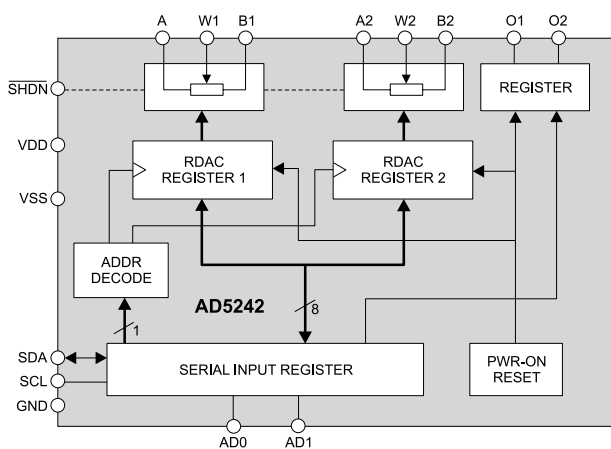 A W1 B1 A2 W2 B2 O1 O2
SHDN
REGISTER
VDD
RDAC
REGISTER 1
RDAC
REGISTER 2
VSS
ADDR
DECODE
AD5242
8
1
SDA
SERIAL INPUT REGISTER
PWR-ON
RESET
SCL
GND
AD0 AD1